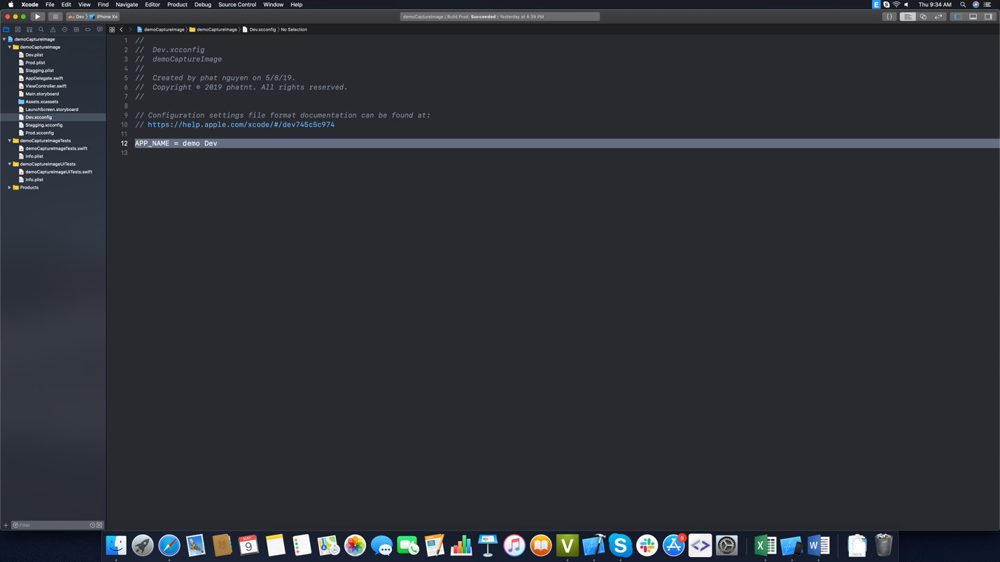 Xcode File Edit View Find Navigate Editor Product Debug Source Control Window Help
E Thu 9:34 AM
Dev iPhone Xʀ
demoCaptureImage | Build Prod: Succeeded | Yesterday at 4:39 PM
{ }
demoCaptureImage demoCaptureImage Dev.xcconfig No Selection
demoCaptureImage
demoCaptureImage
Dev.plist
Prod.plist
Stagging.plist
AppDelegate.swift
ViewController.swift
Main.storyboard
Assets.xcassets
LaunchScreen.storyboard
Dev.xcconfig
Stagging.xcconfig
Prod.xcconfig
demoCaptureImageTests
demoCaptureImageTests.swift
Info.plist
demoCaptureImageUITests
demoCaptureImageUITests.swift
Info.plist
Products
1 //
2 // Dev.xcconfig
3 // demoCaptureImage
4 //
5 // Created by phat nguyen on 5/8/19.
6 // Copyright © 2019 phatnt. All rights reserved.
7 //
8
9 // Configuration settings file format documentation can be found at:
10 // https://help.apple.com/xcode/#/dev745c5c974
11
12 APP_NAME = demo Dev
13
Filter
MAY
9
V
S
5
X
W
DOCX